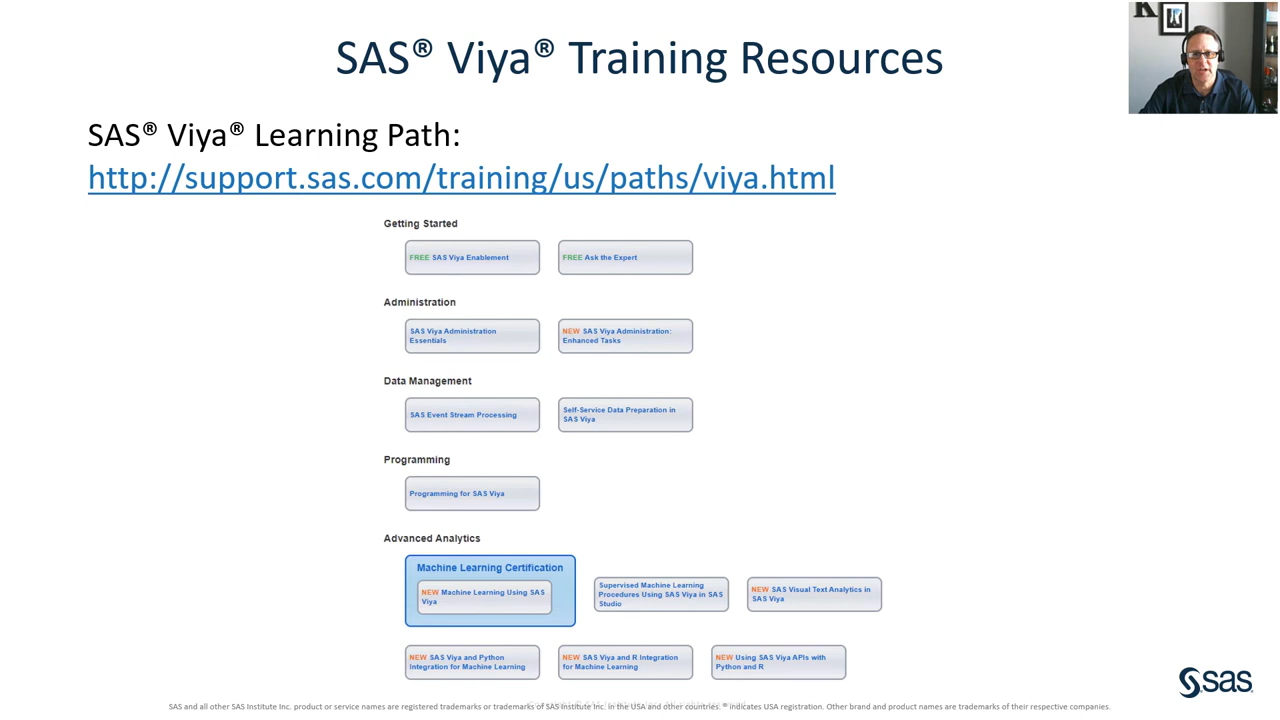 SAS® Viya® Training Resources
SAS® Viya® Learning Path:
http://support.sas.com/training/us/paths/viya.html
Getting Started
FREE SAS Viya Enablement
FREE Ask the Expert
Administration
SAS Viya Administration
Essentials
NEW SAS Viya Administration:
Enhanced Tasks
Data Management
SAS Event Stream Processing
Self-Service Data Preparation in
SAS Viya
Programming
Programming for SAS Viya
Advanced Analytics
Machine Learning Certification
NEW Machine Learning Using SAS
Viya
Supervised Machine Learning
Procedures Using SAS Viya in SAS
Studio
NEW SAS Visual Text Analytics in
SAS Viya
NEW SAS Viya and Python
Integration for Machine Learning
NEW SAS Viya and R Integration
for Machine Learning
NEW Using SAS Viya APIs with
Python and R
sas
SAS and all other SAS Institute Inc. product or service names are registered trademarks or trademarks of SAS Institute Inc. in the USA and other countries. ® indicates USA registration. Other brand and product names are trademarks of their respective companies.